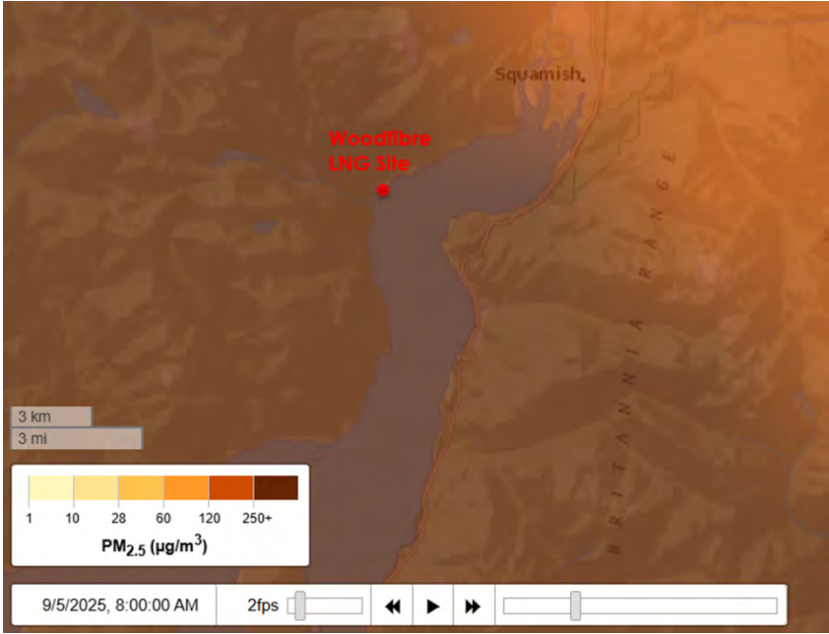 Squamish
Woodfibre
LNG Site
BRITANNIA RANGE
3 km
3 mi
1 10 28 60 120 250+
PM2.5 (µg/m3)
9/5/2025, 8:00:00 AM 2fps